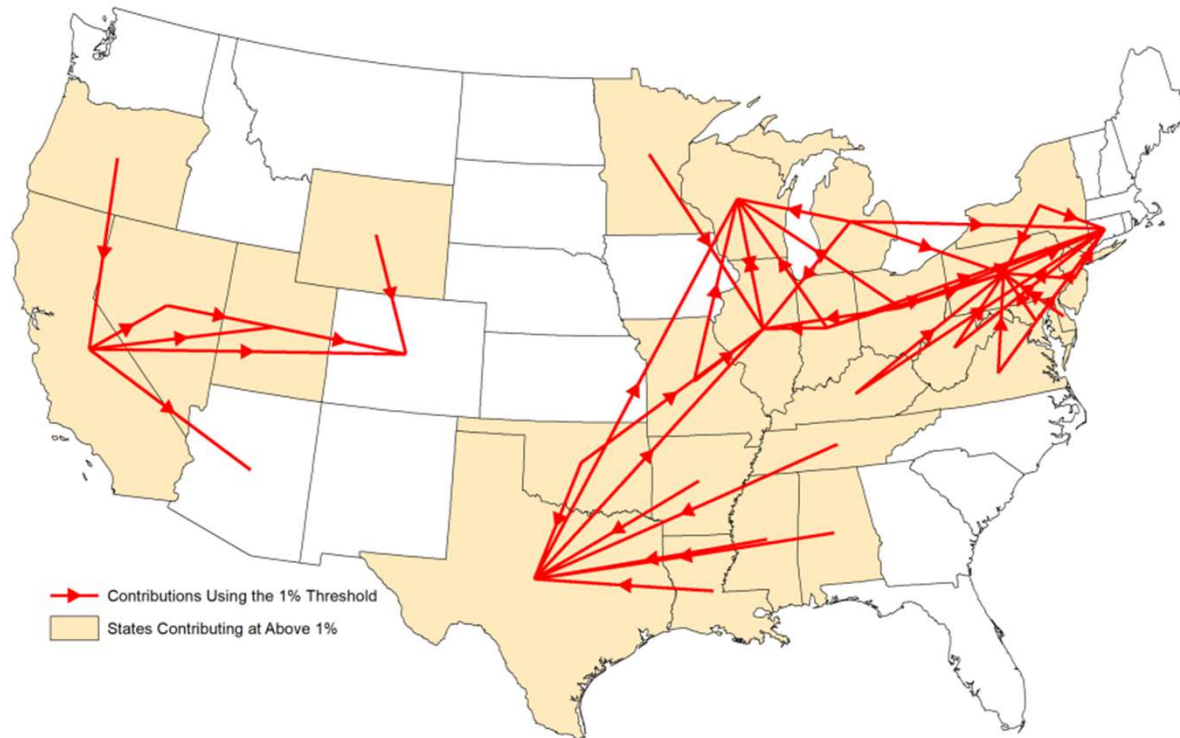 Contributions Using the 1% Threshold
States Contributing at Above 1%